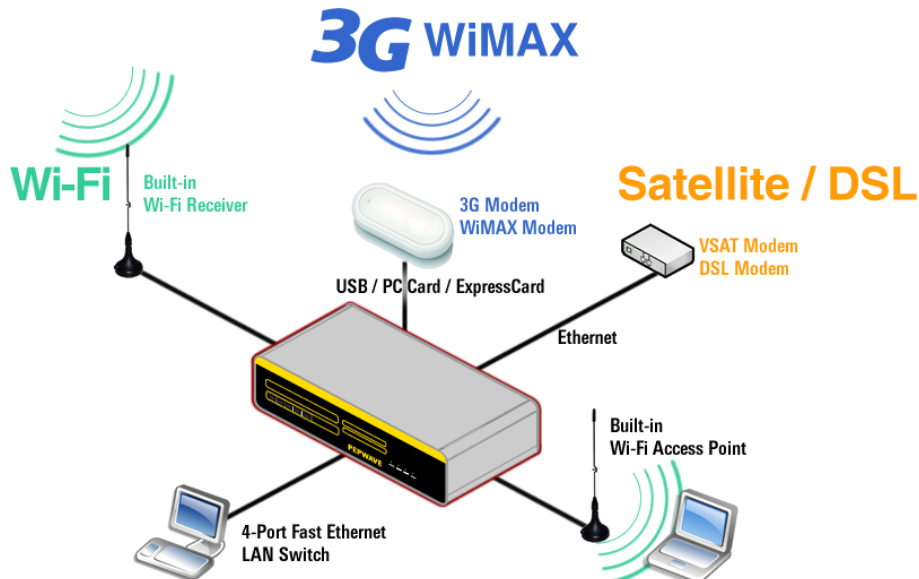 3G WiMAX
Wi-Fi
Built-in
Wi-Fi Receiver
3G Modem
WiMAX Modem
Satellite / DSL
VSAT Modem
DSL Modem
USB / PC Card / ExpressCard
Ethernet
PEPWAVE
Built-in
Wi-Fi Access Point
4-Port Fast Ethernet
LAN Switch